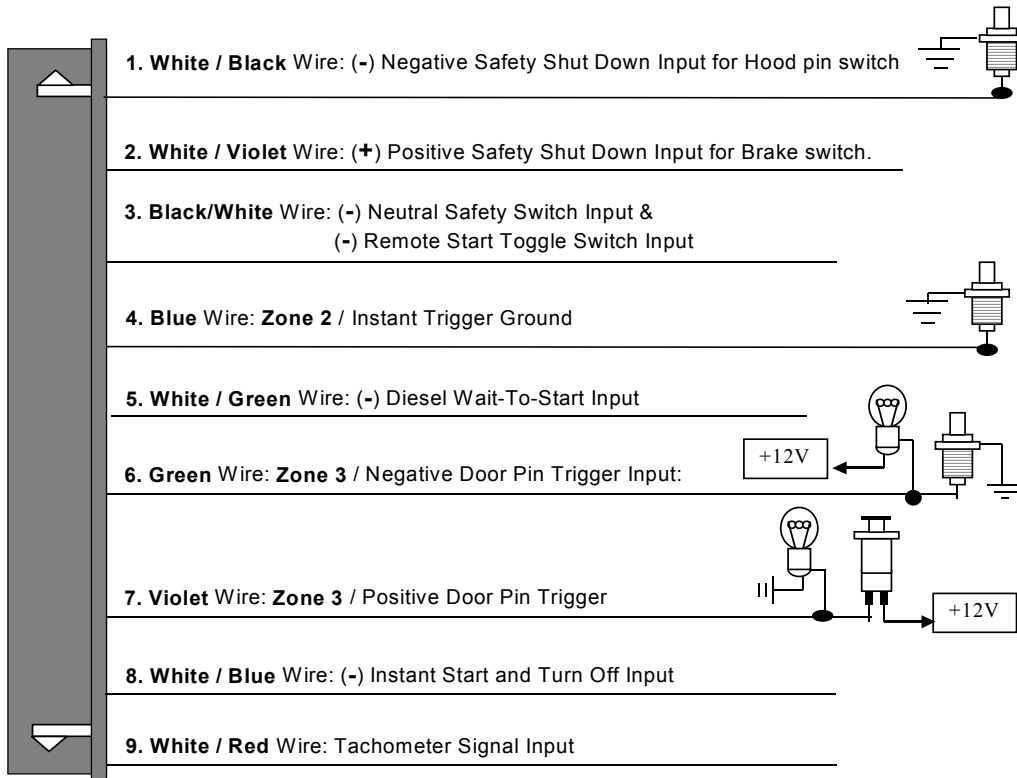 1. White / Black Wire: (-) Negative Safety Shut Down Input for Hood pin switch
2. White / Violet Wire: (+) Positive Safety Shut Down Input for Brake switch.
3. Black/White Wire: (-) Neutral Safety Switch Input &
(-) Remote Start Toggle Switch Input
4. Blue Wire: Zone 2 / Instant Trigger Ground
5. White / Green Wire: (-) Diesel Wait-To-Start Input
+12V
6. Green Wire: Zone 3 / Negative Door Pin Trigger Input:
7. Violet Wire: Zone 3 / Positive Door Pin Trigger
+12V
8. White / Blue Wire: (-) Instant Start and Turn Off Input
9. White / Red Wire: Tachometer Signal Input